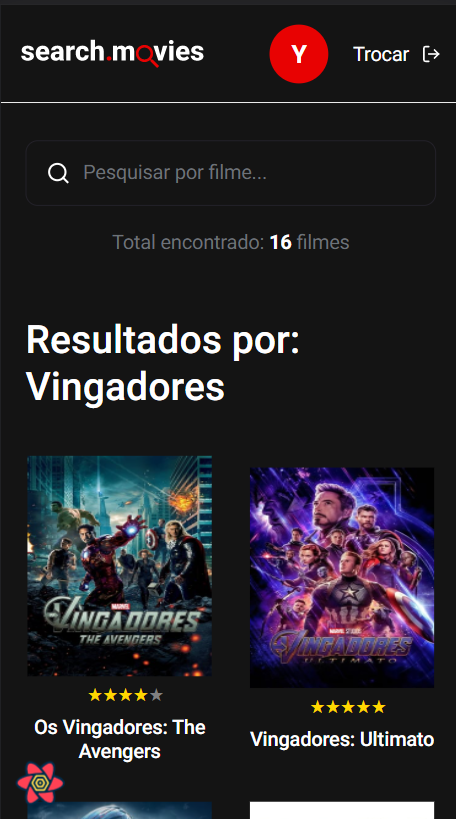 search.movies
Y
Trocar
Pesquisar por filme...
Total encontrado: 16 filmes
Resultados por:
Vingadores
MARVEL
VINGADORES
THE AVENGERS
MARVEL STUDIOS
VINGADORES
ULTIMATO
Os Vingadores: The
Avengers
Vingadores: Ultimato